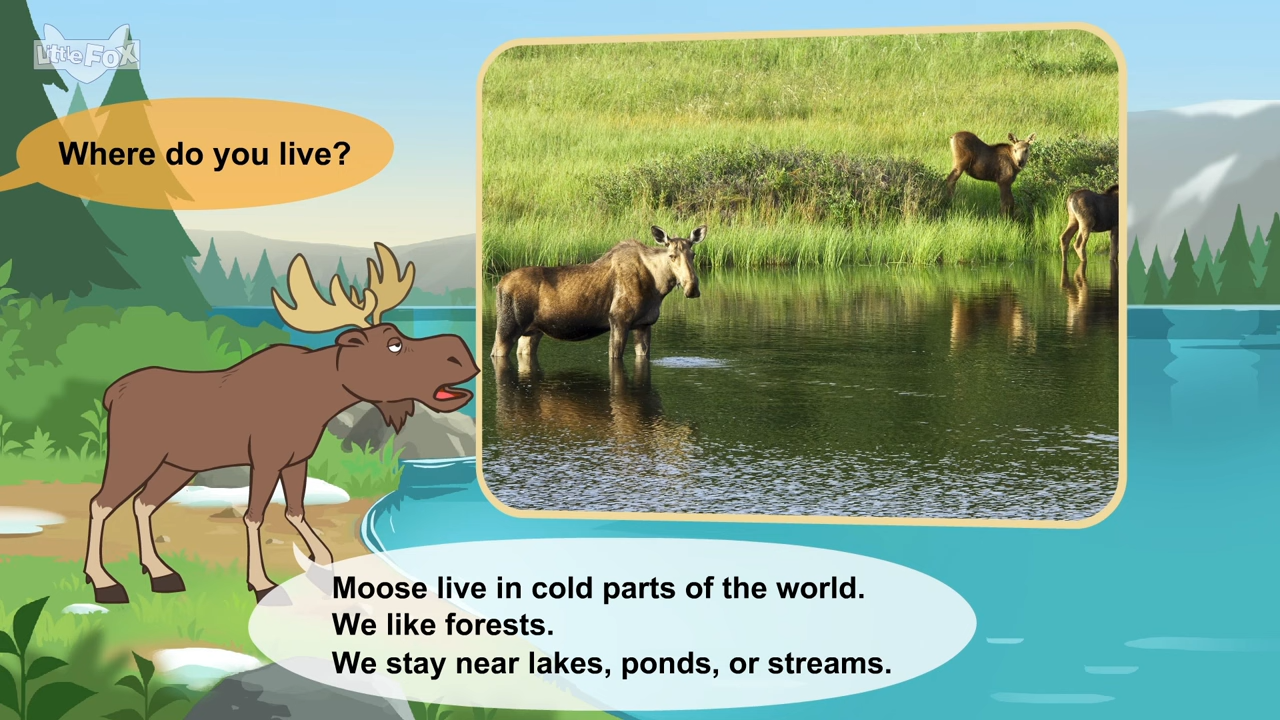 Little Fox
Where do you live?
Moose live in cold parts of the world.
We like forests.
We stay near lakes, ponds, or streams.